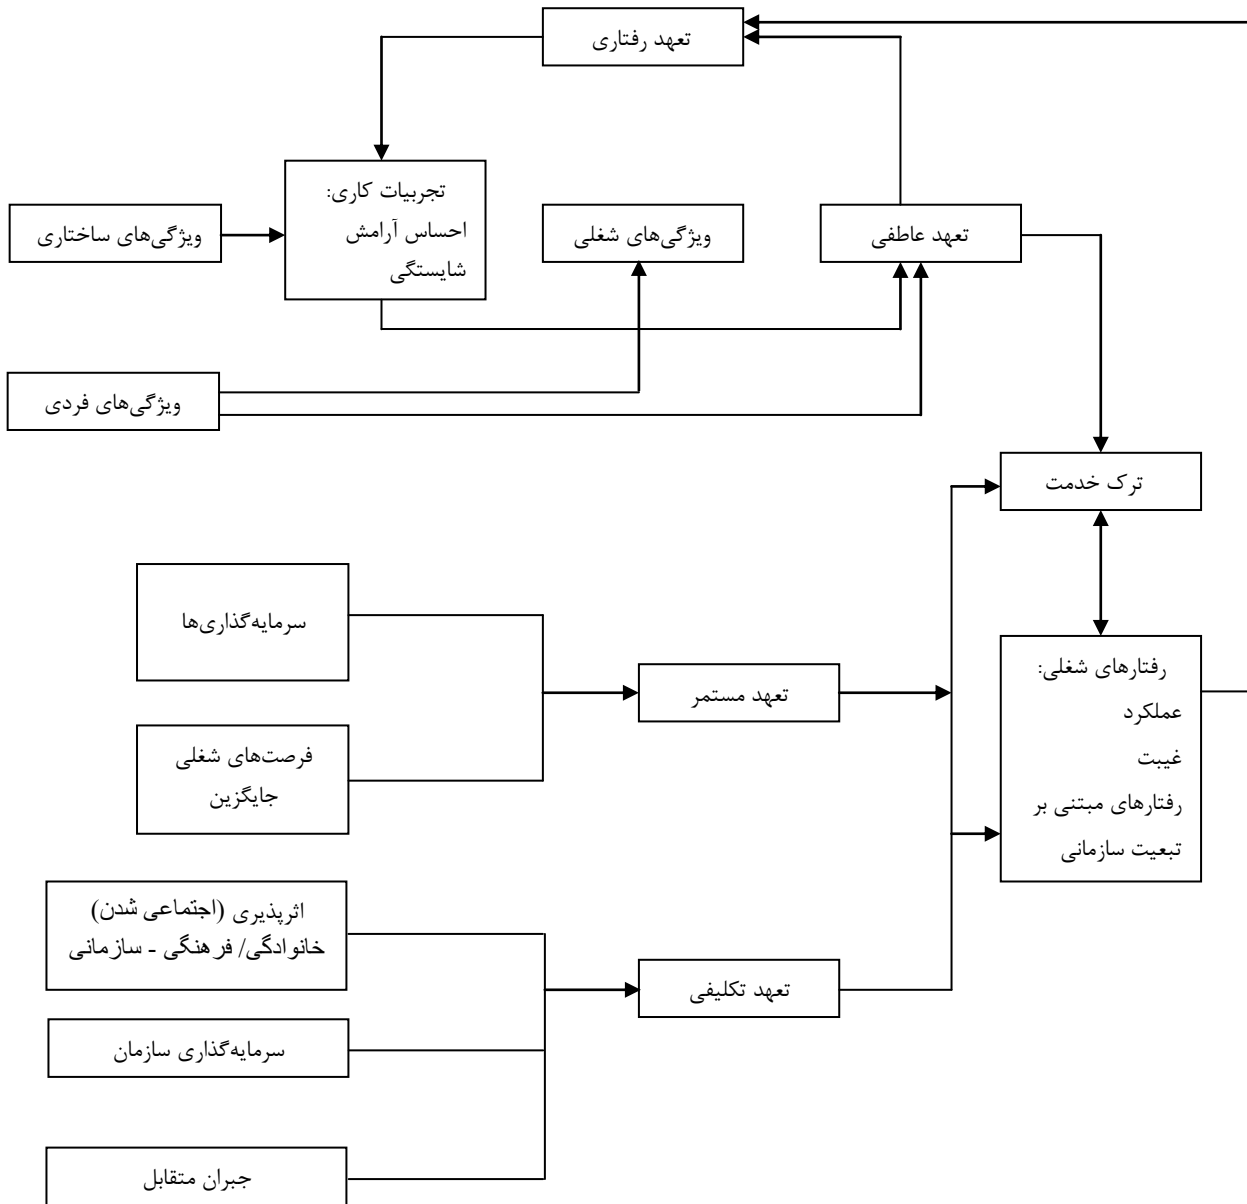 تعهد رفتاری
تجربیات کاری:
احساس آرامش
شایستگی
ویژگی‌های ساختاری
ویژگی‌های شغلی
تعهد عاطفی
ویژگی‌های فردی
ترک خدمت
سرمایه‌گذاری‌ها
تعهد مستمر
رفتارهای شغلی:
عملکرد
غیبت
رفتارهای مبتنی بر
تبعیت سازمانی
فرصت‌های شغلی
جایگزین
اثرپذیری (اجتماعی شدن)
خانوادگی/ فرهنگی - سازمانی
تعهد تکلیفی
سرمایه‌گذاری سازمان
جبران متقابل